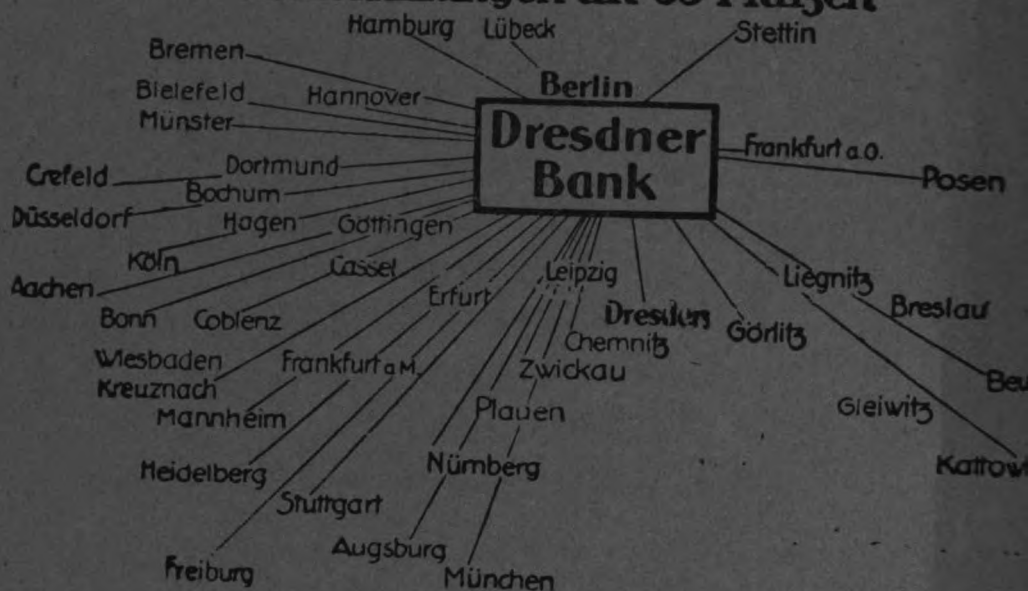 Hamburg Lübeck Stettin
Bremen
Berlin
Bielefeld Hannover
Münster
Dresdner
Bank
Frankfurt a.O.
Dortmund
Crefeld
Posen
Bochum
Düsseldorf
Hagen Göttingen
Köln
Cassel
Leipzig
Liegnitz
Aachen
Erfurt
Breslau
Bonn
Coblenz
Dresden
Görlitz
Chemnitz
Wiesbaden
Frankfurt a M.
Zwickau
Kreuznach
Mannheim
Plauen
Gleiwitz
Heidelberg
Nürnberg
Stuttgart
Augsburg
Freiburg
München